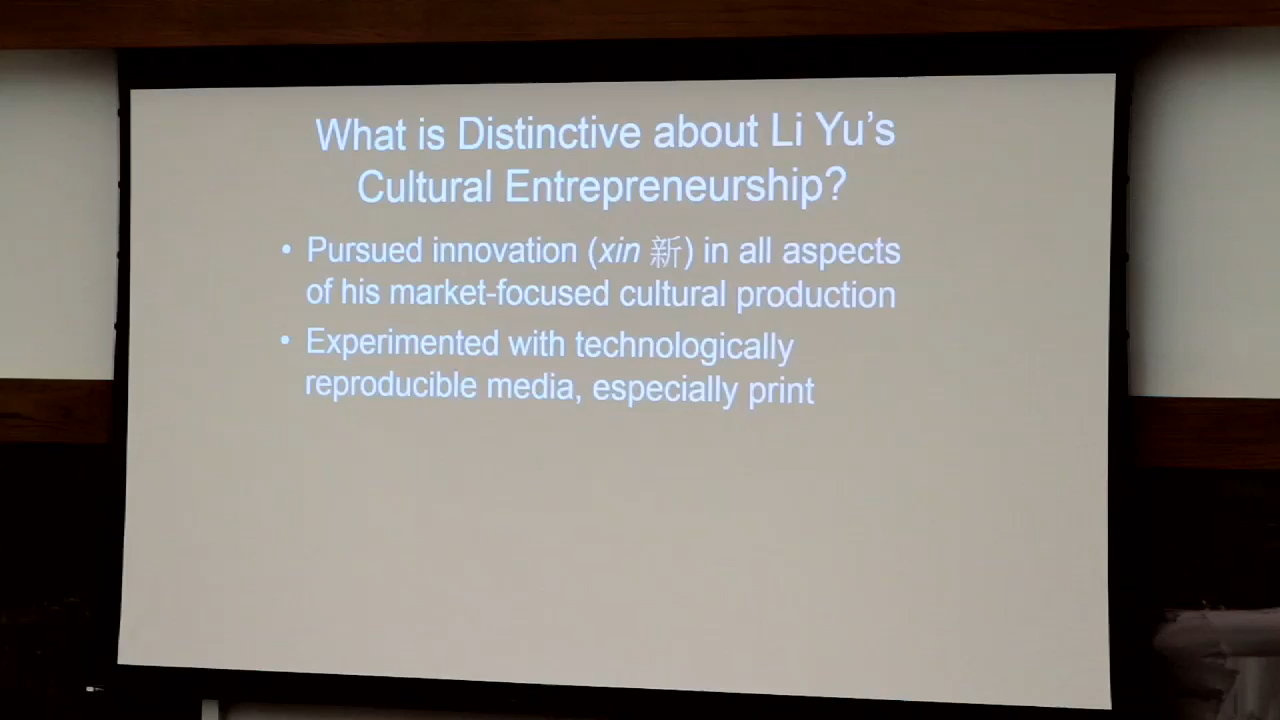 What is Distinctive about Li Yu's
Cultural Entrepreneurship?
• Pursued innovation (xin 新) in all aspects
of his market-focused cultural production
• Experimented with technologically
reproducible media, especially print